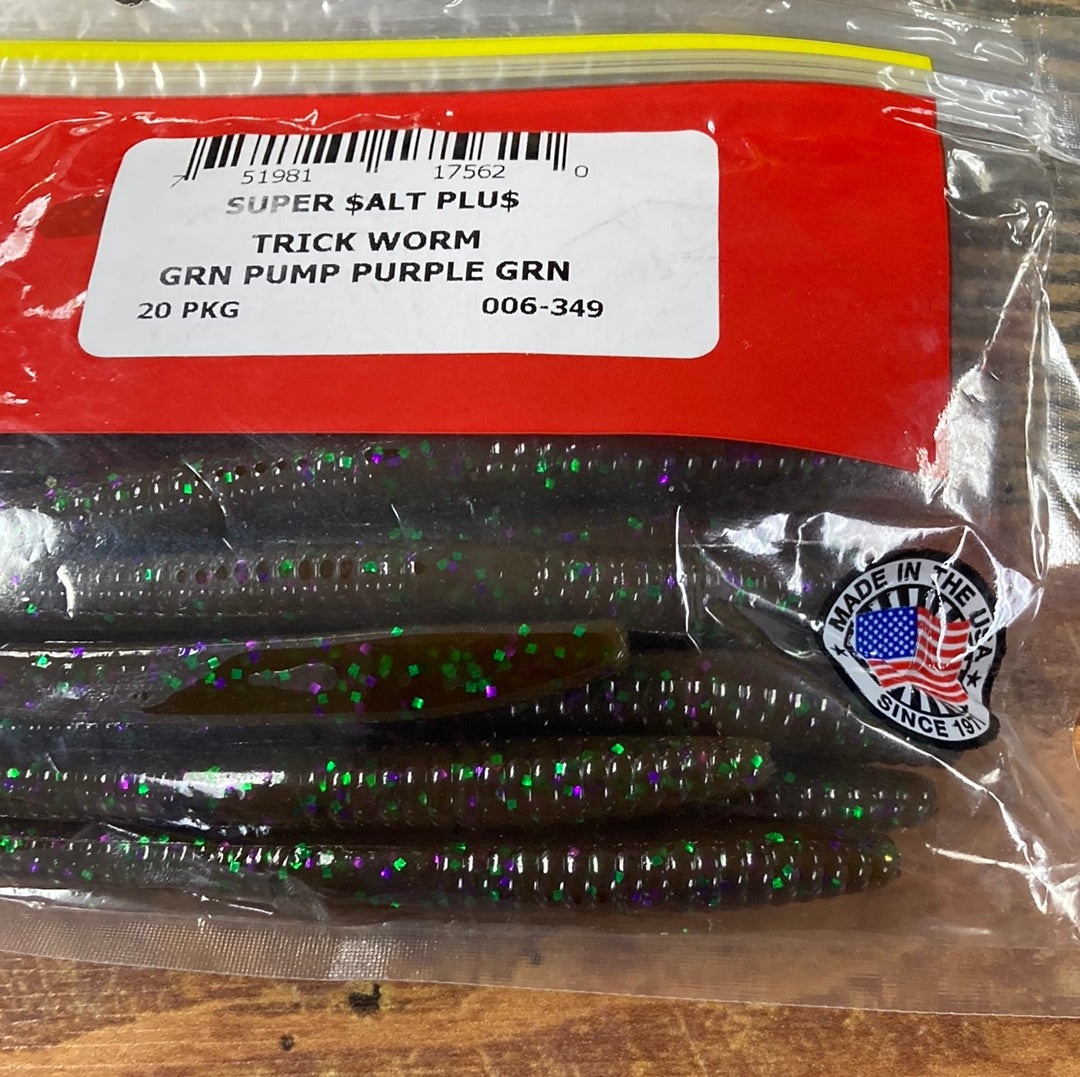 7 51981 17562 0
SUPER $ALT PLU$
TRICK WORM
GRN PUMP PURPLE GRN
20 PKG 006-349
MADE IN THE USA
SINCE 197